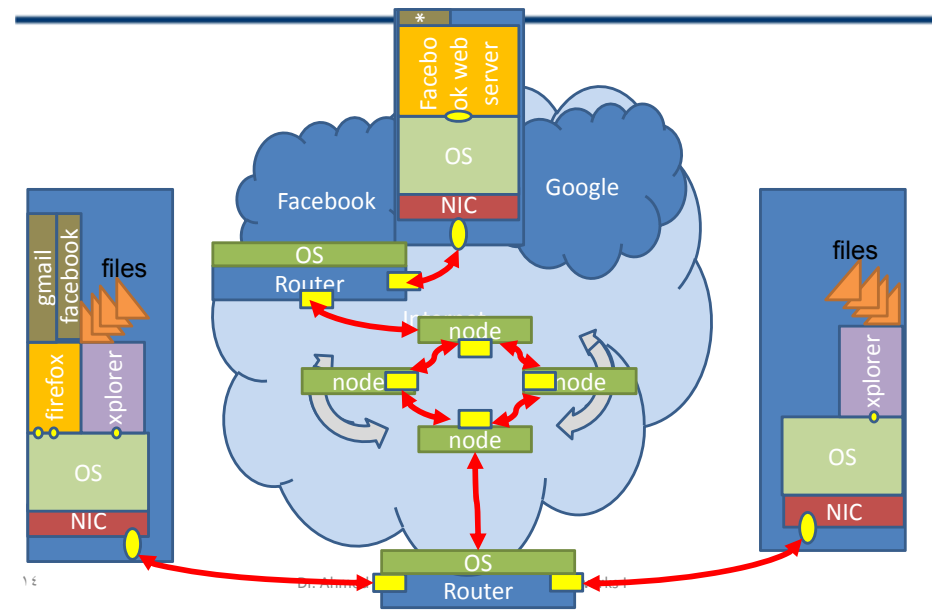 *
Facebo
ok web
server
OS
NIC
Facebook
Google
OS
Router
node
node
node
node
gmail
facebook
files
firefox
xplorer
OS
NIC
files
xplorer
OS
NIC
OS
Router
١٤